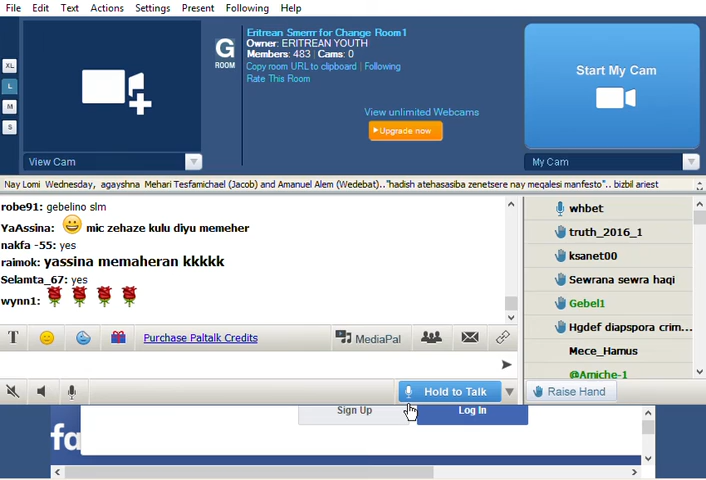 File Edit Text Actions Settings Present Following Help
XL
L
M
S
View Cam
G
ROOM
Eritrean Smerrr for Change Room1
Owner: ERITREAN YOUTH
Members: 483 | Cams: 0
Copy room URL to clipboard | Following
Rate This Room
View unlimited Webcams
Upgrade now
Start My Cam
My Cam
Nay Lomi Wednesday, agayshna Mehari Tesfamichael (Jacob) and Amanuel Alem (Wedebat).."hadish atehasasiba zenetsere nay meqalesi manfesto".. bizbil ariest
robe91: gebelino slm
YaAssina: mic zehaze kulu diyu memeher
nakfa -55: yes
raimok: yassina memaheran kkkkk
Selamta_67: yes
wynn1:
whbet
truth_2016_1
ksanet00
Sewrana sewra haqi
Gebel1
Hgdef diapspora crim...
Mece_Hamus
@Amiche-1
T
Purchase Paltalk Credits
MediaPal
Hold to Talk
Raise Hand
Sign Up
Log In